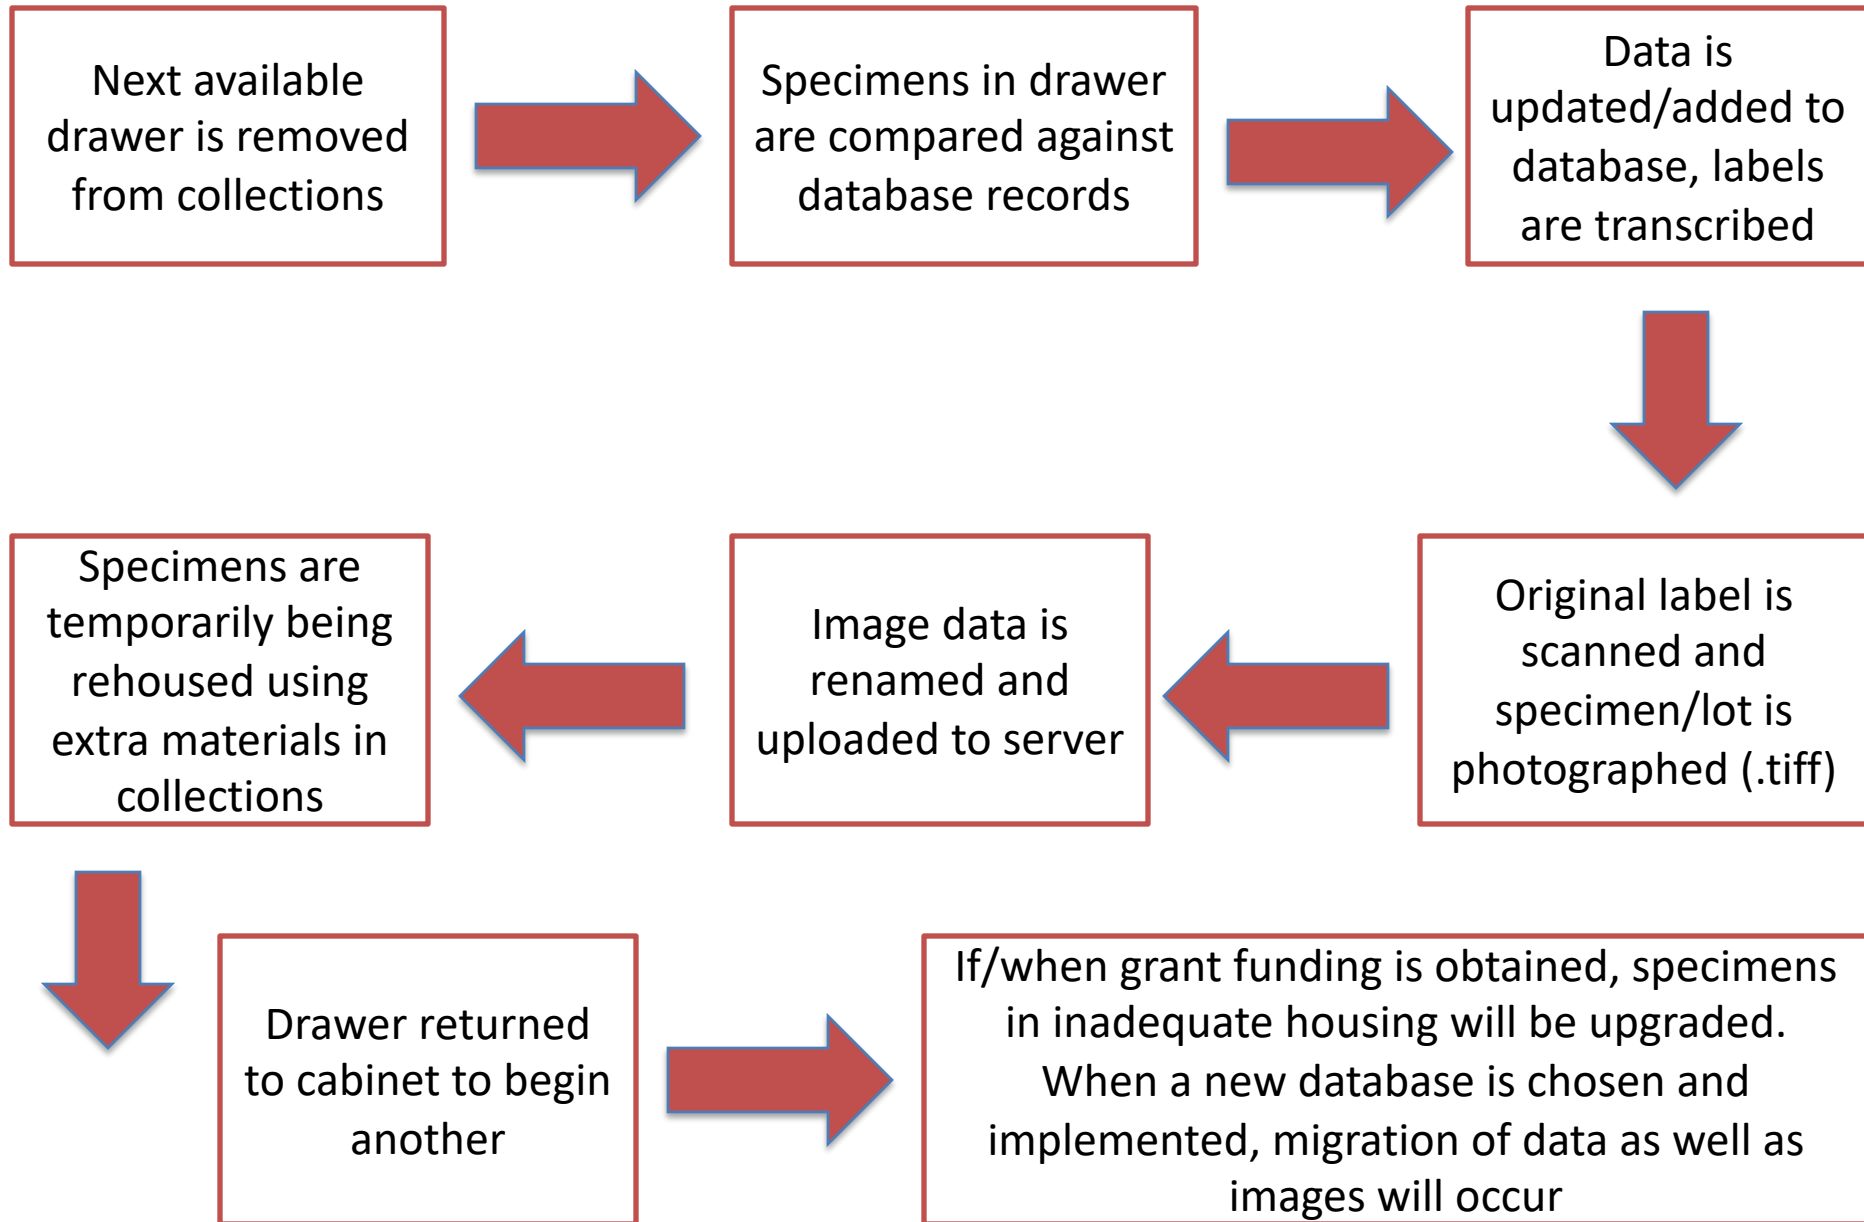 Next available
drawer is removed
from collections
Specimens in drawer
are compared against
database records
Data is
updated/added to
database, labels
are transcribed
Original label is
scanned and
specimen/lot is
photographed (.tiff)
Image data is
renamed and
uploaded to server
Specimens are
temporarily being
rehoused using
extra materials in
collections
Drawer returned
to cabinet to begin
another
If/when grant funding is obtained, specimens
in inadequate housing will be upgraded.
When a new database is chosen and
implemented, migration of data as well as
images will occur